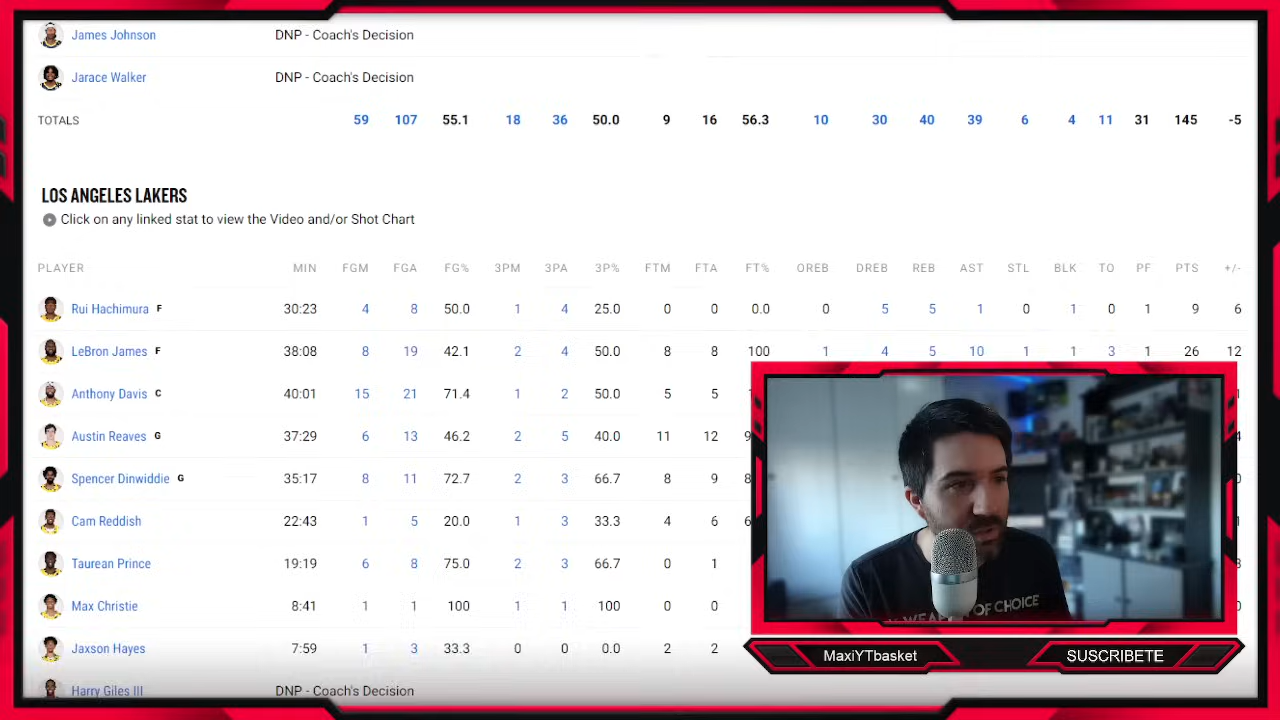 James Johnson DNP - Coach's Decision
Jarace Walker DNP - Coach's Decision
TOTALS 59 107 55.1 18 36 50.0 9 16 56.3 10 30 40 39 6 4 11 31 145 -5
LOS ANGELES LAKERS
Click on any linked stat to view the Video and/or Shot Chart
PLAYER MIN FGM FGA FG% 3PM 3PA 3P% FTM FTA FT% OREB DREB REB AST STL BLK TO PF PTS +/-
Rui Hachimura F 30:23 4 8 50.0 1 4 25.0 0 0 0.0 0 5 5 1 0 1 0 1 9 6
LeBron James F 38:08 8 19 42.1 2 4 50.0 8 8 100 1 4 5 10 1 1 3 1 26 12
Anthony Davis C 40:01 15 21 71.4 1 2 50.0 5 5
Austin Reaves G 37:29 6 13 46.2 2 5 40.0 11 12
Spencer Dinwiddie G 35:17 8 11 72.7 2 3 66.7 8 9
Cam Reddish 22:43 1 5 20.0 1 3 33.3 4 6
Taurean Prince 19:19 6 8 75.0 2 3 66.7 0 1
Max Christie 8:41 1 1 100 1 1 100 0 0
Jaxson Hayes 7:59 1 3 33.3 0 0 0.0 2 2
Harry Giles III DNP - Coach's Decision
OF CHOICE
MaxiYTbasket SUSCRIBETE